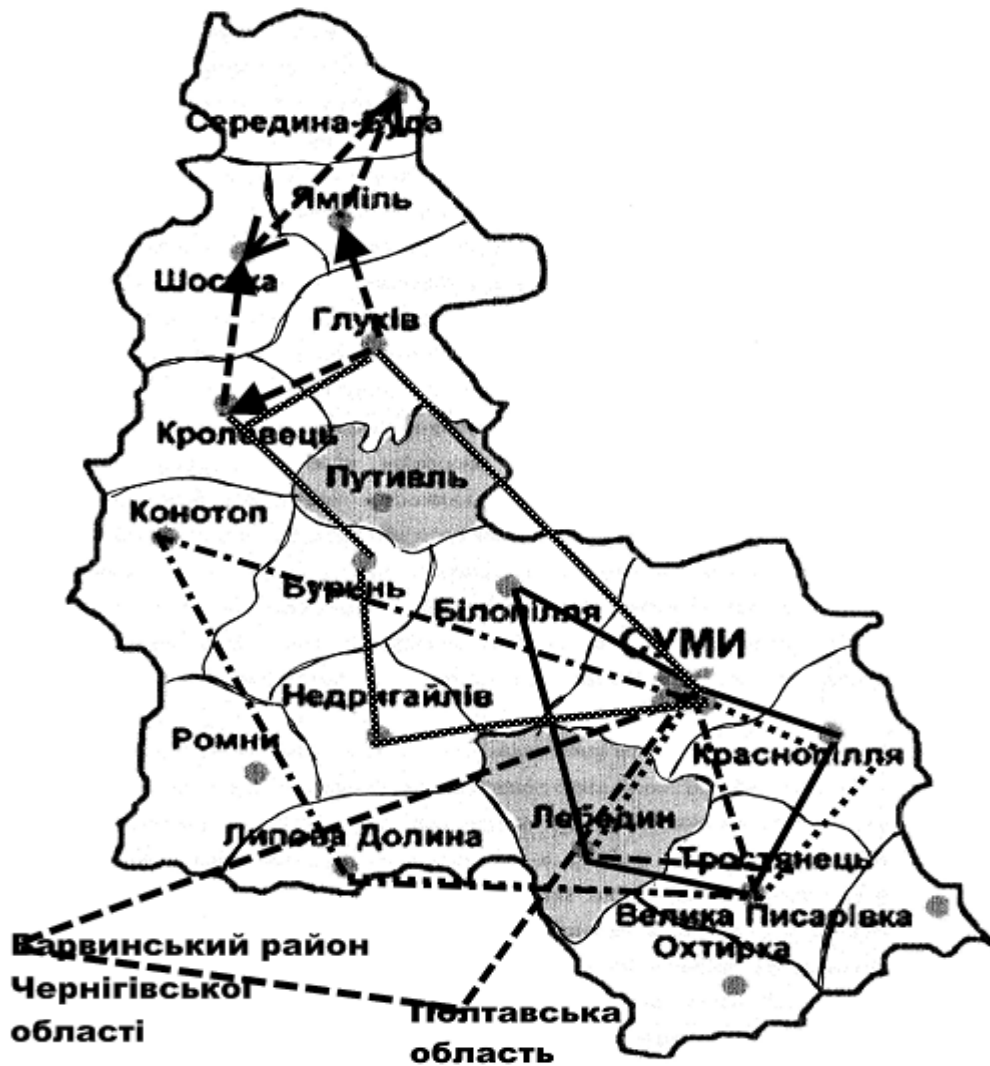 Середина-Буда
Ямпіль
Шостка
Глухів
Кролевець
Путивль
Конотоп
Буринь
Білопілля
СУМИ
Недригайлів
Ромни
Краснопілля
Лебедин
Липова Долина
Тростянець
Велика Писарівка
Охтирка
Варвинський район
Чернігівської
області
Полтавська
область